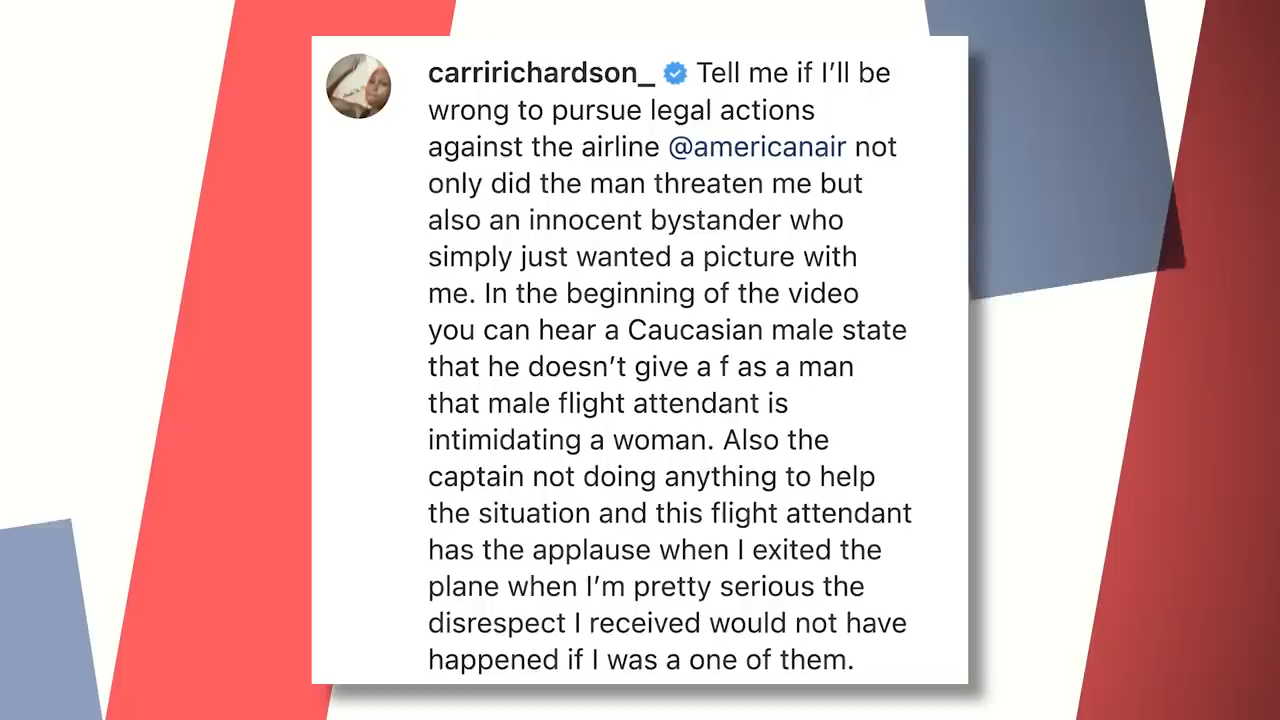 carririchardson_ Tell me if I’ll be
wrong to pursue legal actions
against the airline @americanair not
only did the man threaten me but
also an innocent bystander who
simply just wanted a picture with
me. In the beginning of the video
you can hear a Caucasian male state
that he doesn’t give a f as a man
that male flight attendant is
intimidating a woman. Also the
captain not doing anything to help
the situation and this flight attendant
has the applause when I exited the
plane when I’m pretty serious the
disrespect I received would not have
happened if I was a one of them.